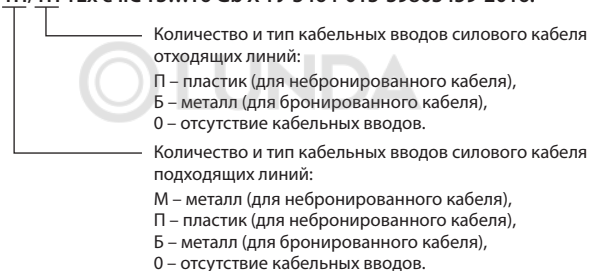 Количество и тип кабельных вводов силового кабеля
отходящих линий:
П – пластик (для небронированного кабеля),
Б – металл (для бронированного кабеля),
0 – отсутствие кабельных вводов.
Количество и тип кабельных вводов силового кабеля
подходящих линий:
М – металл (для небронированного кабеля),
П – пластик (для небронированного кабеля),
Б – металл (для бронированного кабеля),
0 – отсутствие кабельных вводов.
LUNDA